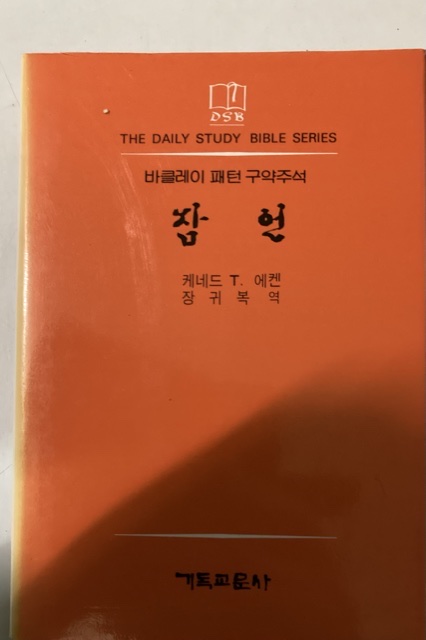 DSB
THE DAILY STUDY BIBLE SERIES
바클레이 패턴 구약주석
잠 언
케네드 T. 에켄
장 귀 복 역
기독교문사